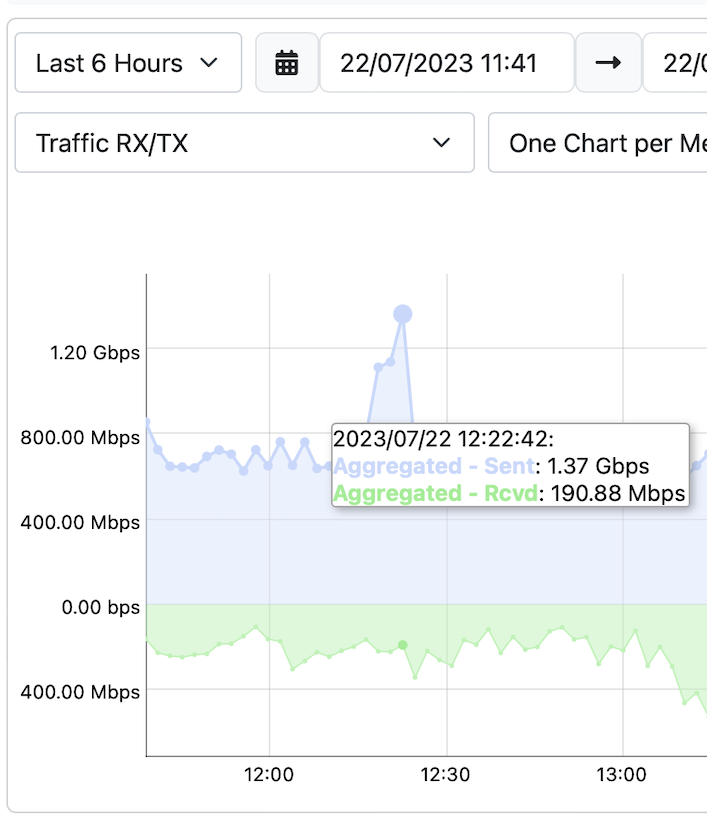 Last 6 Hours
22/07/2023 11:41
22/0
Traffic RX/TX
One Chart per Me
1.20 Gbps
800.00 Mbps
2023/07/22 12:22:42:
Aggregated - Sent: 1.37 Gbps
Aggregated - Rcvd: 190.88 Mbps
400.00 Mbps
0.00 bps
400.00 Mbps
12:00
12:30
13:00